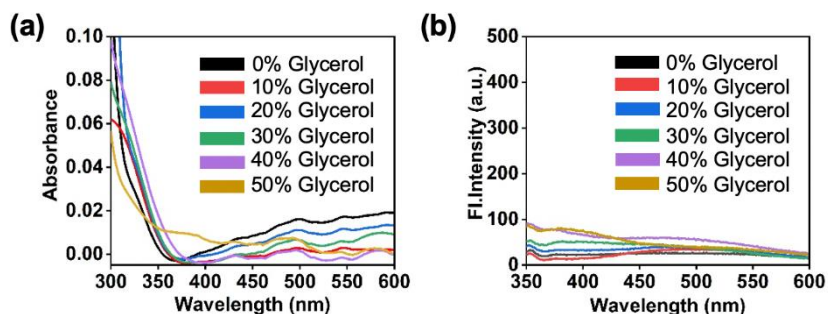 (a)
Absorbance
0.10
0.08
0.06
0.04
0.02
0.00
0% Glycerol
10% Glycerol
20% Glycerol
30% Glycerol
40% Glycerol
50% Glycerol
300 350 400 450 500 550 600
Wavelength (nm)
(b)
Fl.Intensity (a.u.)
500
400
300
200
100
0
0% Glycerol
10% Glycerol
20% Glycerol
30% Glycerol
40% Glycerol
50% Glycerol
350 400 450 500 550 600
Wavelength (nm)